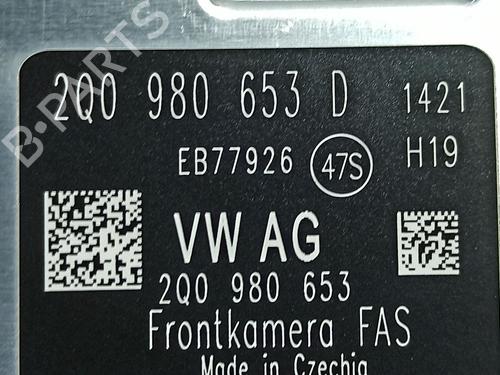 2Q0 980 653 D 1421
EB77926 47S H19
VW AG
2Q0 980 653
Frontkamera FAS
Made in Czechia
B-PARTS